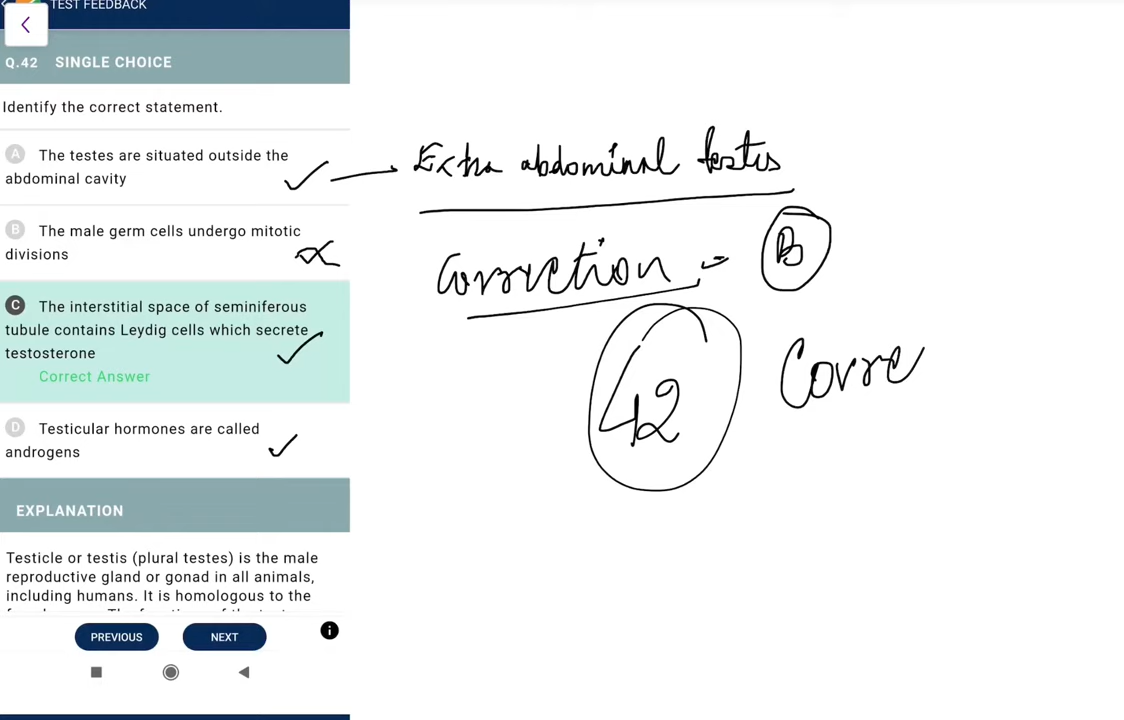 TEST FEEDBACK
Q.42 SINGLE CHOICE
Identify the correct statement.
A The testes are situated outside the
abdominal cavity
B The male germ cells undergo mitotic
divisions
C The interstitial space of seminiferous
tubule contains Leydig cells which secrete
testosterone
Correct Answer
D Testicular hormones are called
androgens
EXPLANATION
Testicle or testis (plural testes) is the male
reproductive gland or gonad in all animals,
including humans. It is homologous to the
PREVIOUS
NEXT
Extra abdominal testis
Correction - B
42
Corre